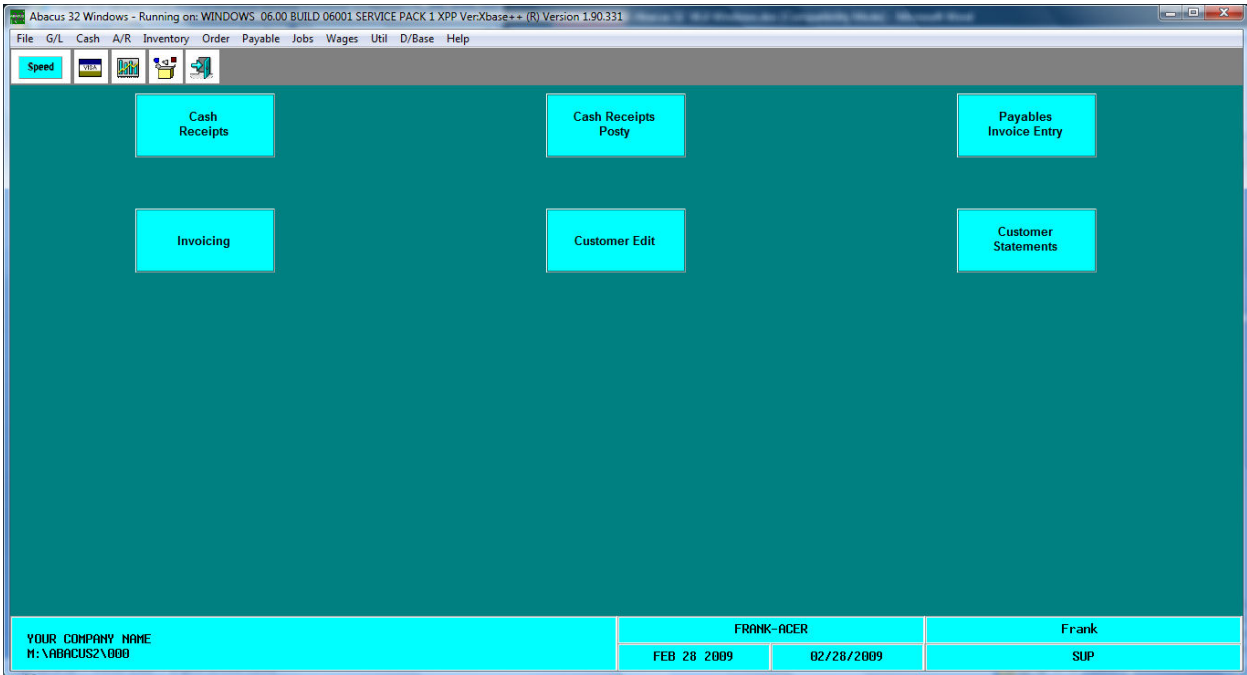 Abacus 32 Windows - Running on: WINDOWS 06.00 BUILD 06001 SERVICE PACK 1 XPP Ver:Xbase++ (R) Version 1.90.331
File G/L Cash A/R Inventory Order Payable Jobs Wages Util D/Base Help
Speed VISA
Cash
Receipts
Cash Receipts
Posty
Payables
Invoice Entry
Invoicing
Customer Edit
Customer
Statements
YOUR COMPANY NAME
M:\ABACUS2\000
FRANK-ACER
Frank
FEB 28 2009
02/28/2009
SUP